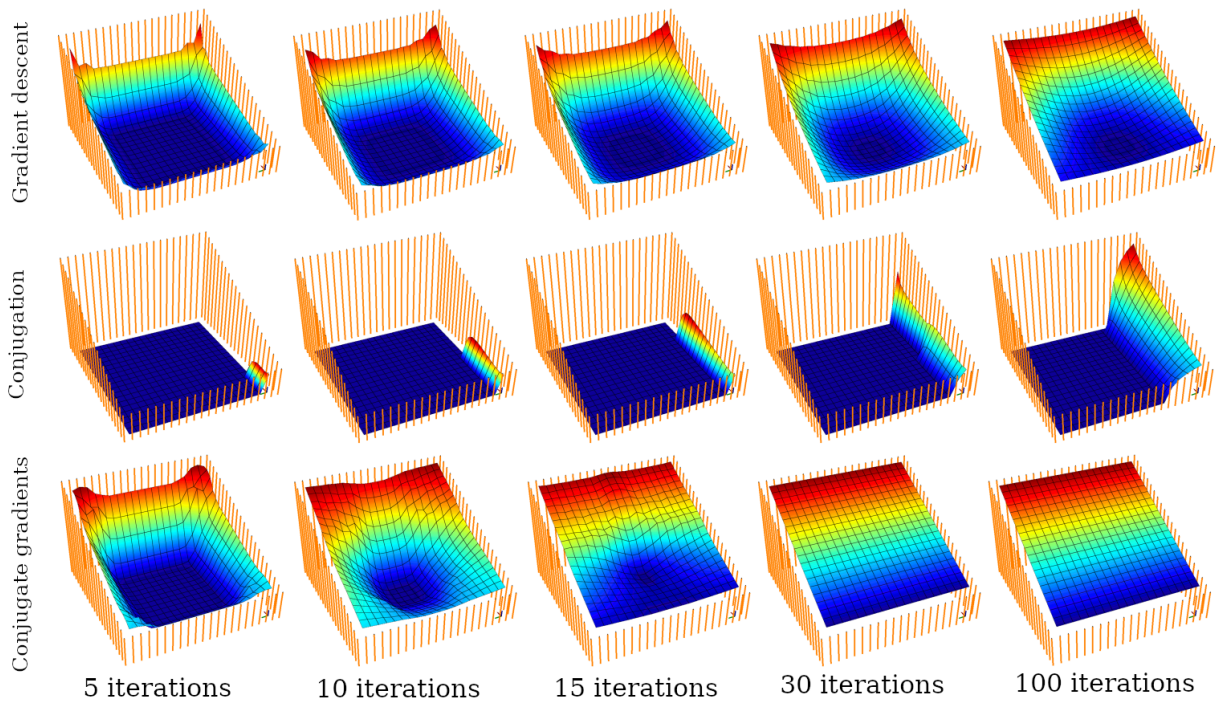 Gradient descent
Conjugation
Conjugate gradients
5 iterations
10 iterations
15 iterations
30 iterations
100 iterations